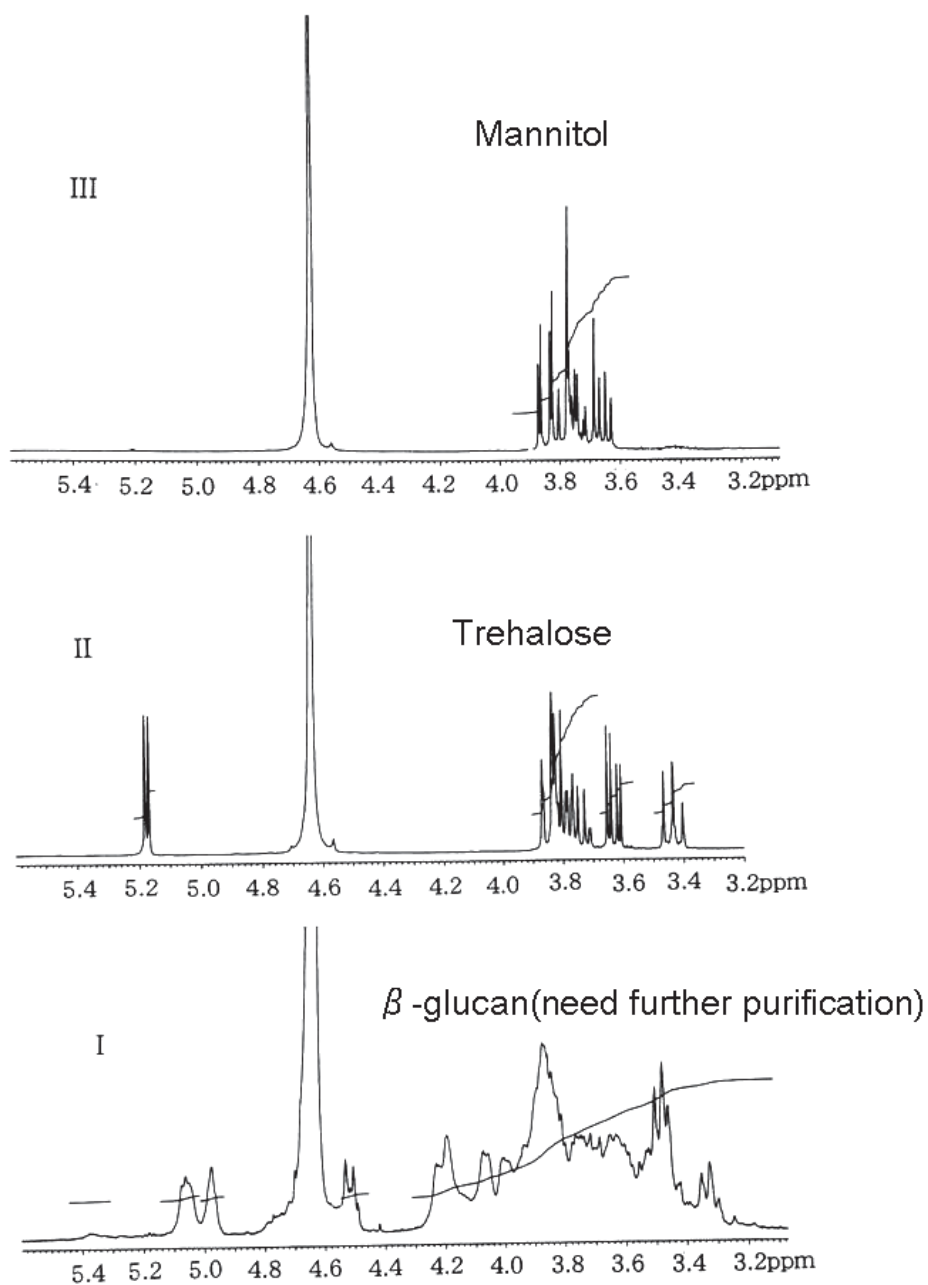 Mannitol
III
5.4 5.2 5.0 4.8 4.6 4.4 4.2 4.0 3.8 3.6 3.4 3.2ppm
Trehalose
II
5.4 5.2 5.0 4.8 4.6 4.4 4.2 4.0 3.8 3.6 3.4 3.2ppm
β-glucan(need further purification)
I
5.4 5.2 5.0 4.8 4.6 4.4 4.2 4.0 3.8 3.6 3.4 3.2ppm